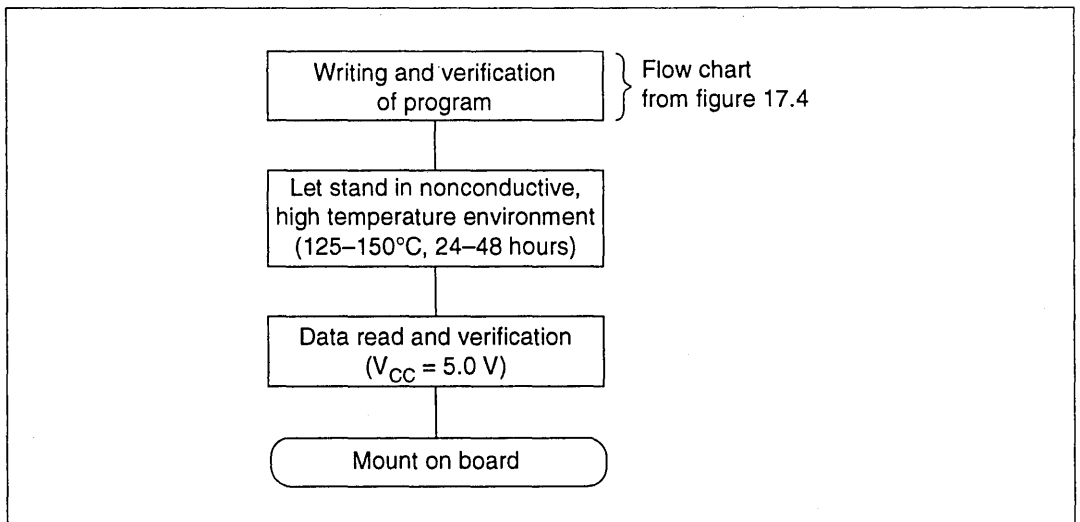 Writing and verification
of program
Flow chart
from figure 17.4
Let stand in nonconductive,
high temperature environment
(125–150°C, 24–48 hours)
Data read and verification
(VCC = 5.0 V)
Mount on board